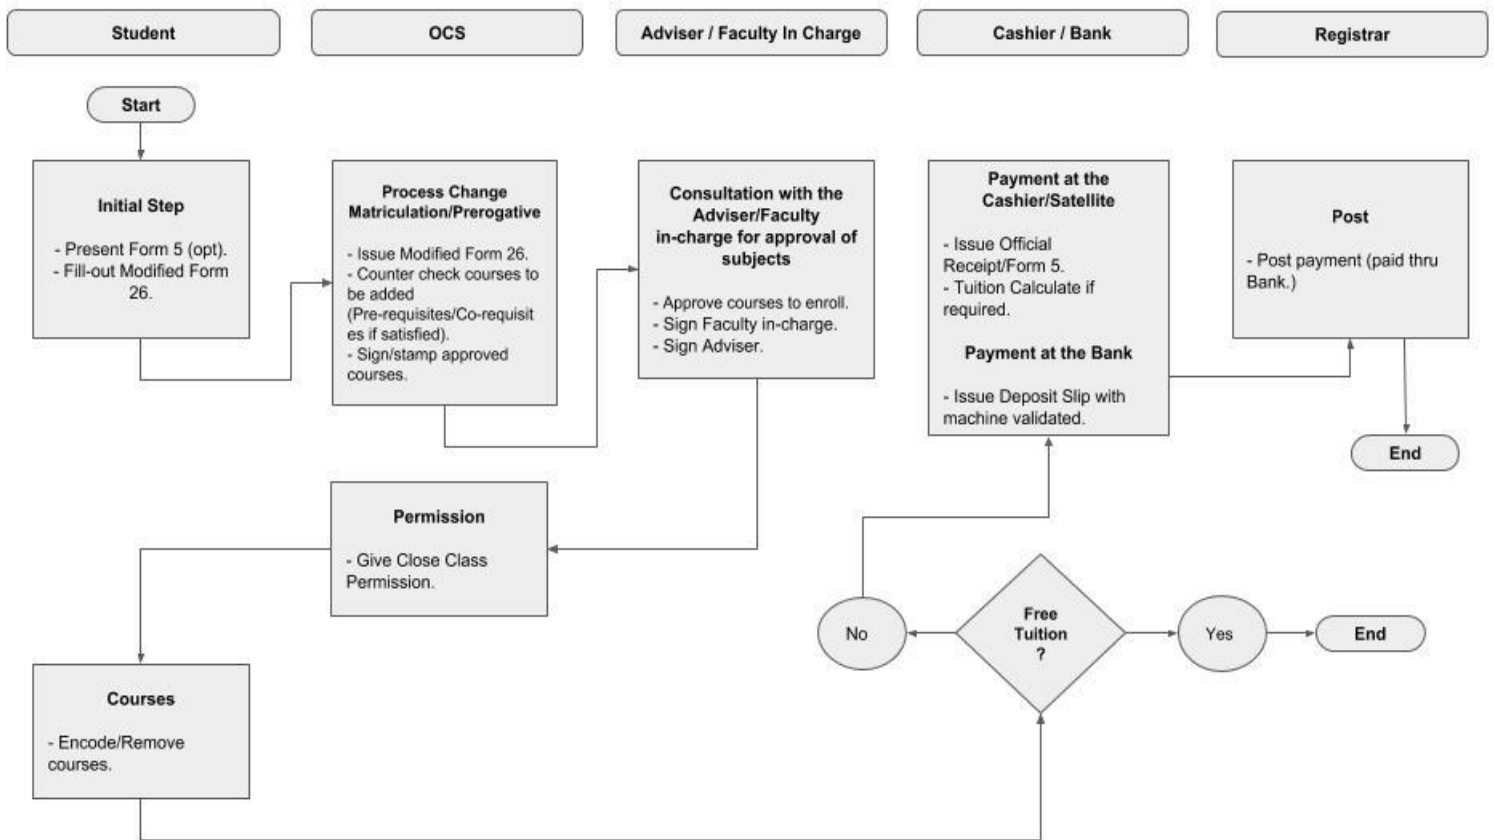 Student
OCS
Adviser / Faculty In Charge
Cashier / Bank
Registrar
Start
Initial Step
- Present Form 5 (opt).
- Fill-out Modified Form
26.
Process Change
Matriculation/Prerogative
- Issue Modified Form 26.
- Counter check courses to
be added
(Pre-requisites/Co-requisit
es if satisfied).
- Sign/stamp approved
courses.
Consultation with the
Adviser/Faculty
in-charge for approval of
subjects
- Approve courses to enroll.
- Sign Faculty in-charge.
- Sign Adviser.
Payment at the
Cashier/Satellite
- Issue Official
Receipt/Form 5.
- Tuition Calculate if
required.
Payment at the Bank
- Issue Deposit Slip with
machine validated.
Post
- Post payment (paid thru
Bank.)
End
Permission
- Give Close Class
Permission.
No
Free
Tuition
?
Yes
End
Courses
- Encode/Remove
courses.